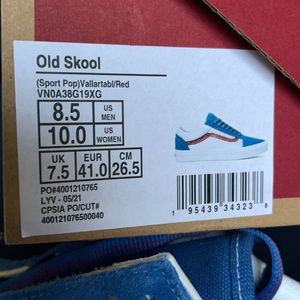 Old Skool
(Sport Pop)Vallartabl/Red
VN0A38G19XG
8.5 US MEN
10.0 US WOMEN
UK EUR CM
7.5 41.0 26.5
PO#4001210765
LYV - 05/21
CPSIA PO/CUT#
400121076500040
1 95439 34323 8